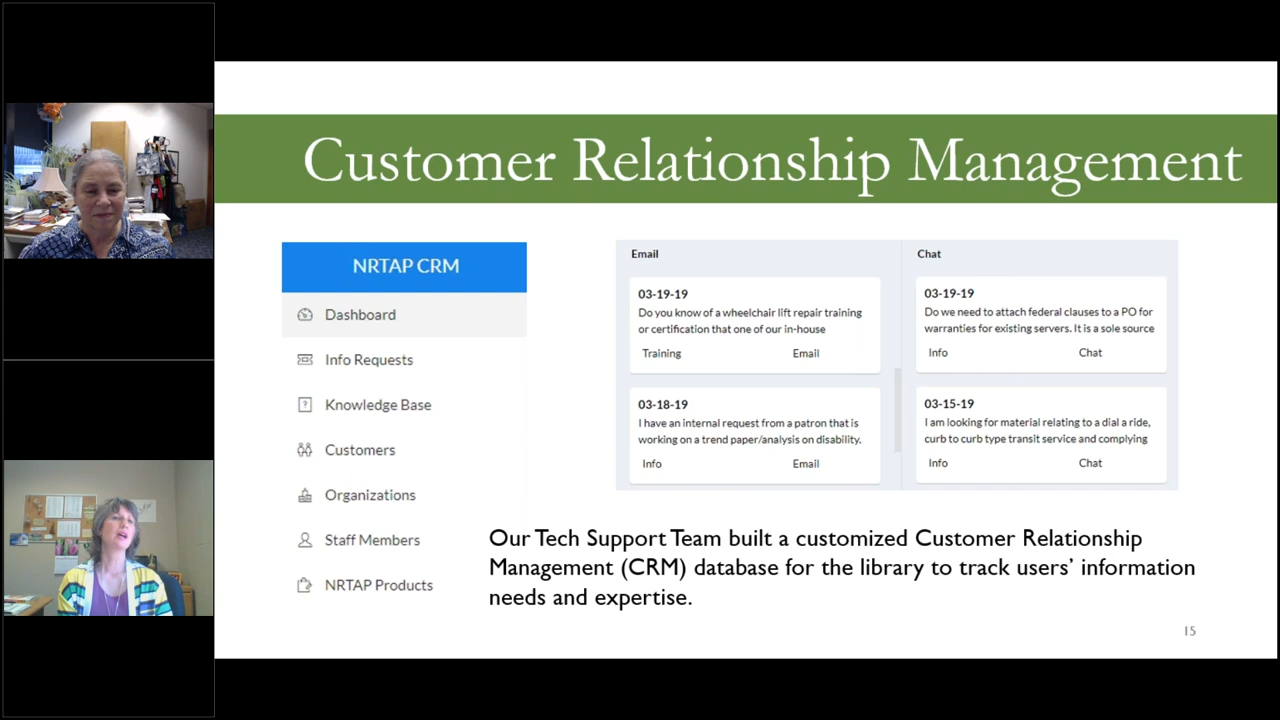 Customer Relationship Management
NRTAP CRM
Dashboard
Info Requests
Knowledge Base
Customers
Organizations
Staff Members
NRTAP Products
Email
03-19-19
Do you know of a wheelchair lift repair training
or certification that one of our in-house
Training Email
03-18-19
I have an internal request from a patron that is
working on a trend paper/analysis on disability.
Info Email
Chat
03-19-19
Do we need to attach federal clauses to a PO for
warranties for existing servers. It is a sole source
Info Chat
03-15-19
I am looking for material relating to a dial a ride,
curb to curb type transit service and complying
Info Chat
Our Tech Support Team built a customized Customer Relationship
Management (CRM) database for the library to track users' information
needs and expertise.
15